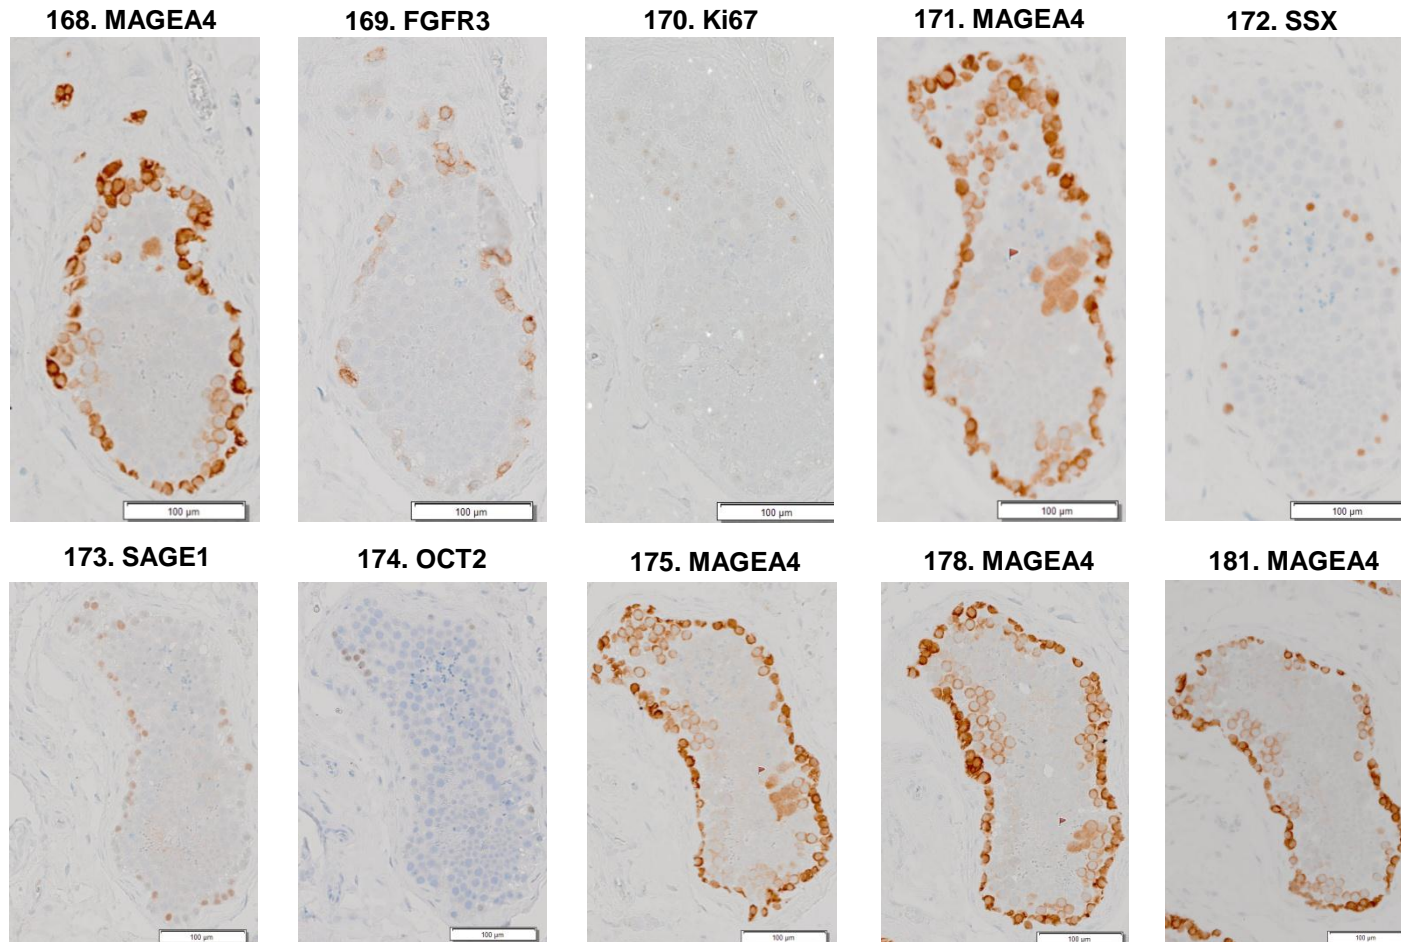 168. MAGEA4
169. FGFR3
170. Ki67
171. MAGEA4
172. SSX
100 µm
100 µm
100 µm
100 µm
100 µm
173. SAGE1
174. OCT2
175. MAGEA4
178. MAGEA4
181. MAGEA4
100 µm
100 µm
100 µm
100 µm
100 µm